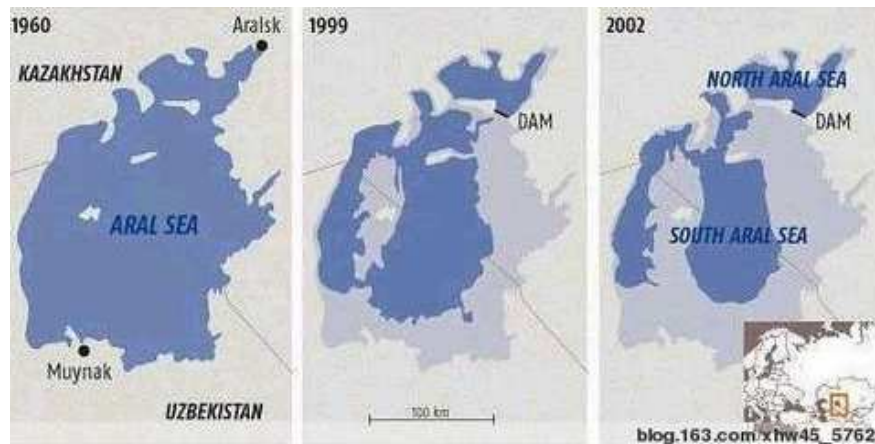 1960
Aralsk
KAZAKHSTAN
ARAL SEA
Muynak
UZBEKISTAN
1999
DAM
100 km
2002
NORTH ARAL SEA
DAM
SOUTH ARAL SEA
blog.163.com/xhw45_5762